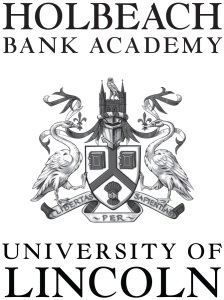 HOLBEACH
BANK ACADEMY
LIBERTAS
PER
SAPIENTIAM
UNIVERSITY OF
LINCOLN